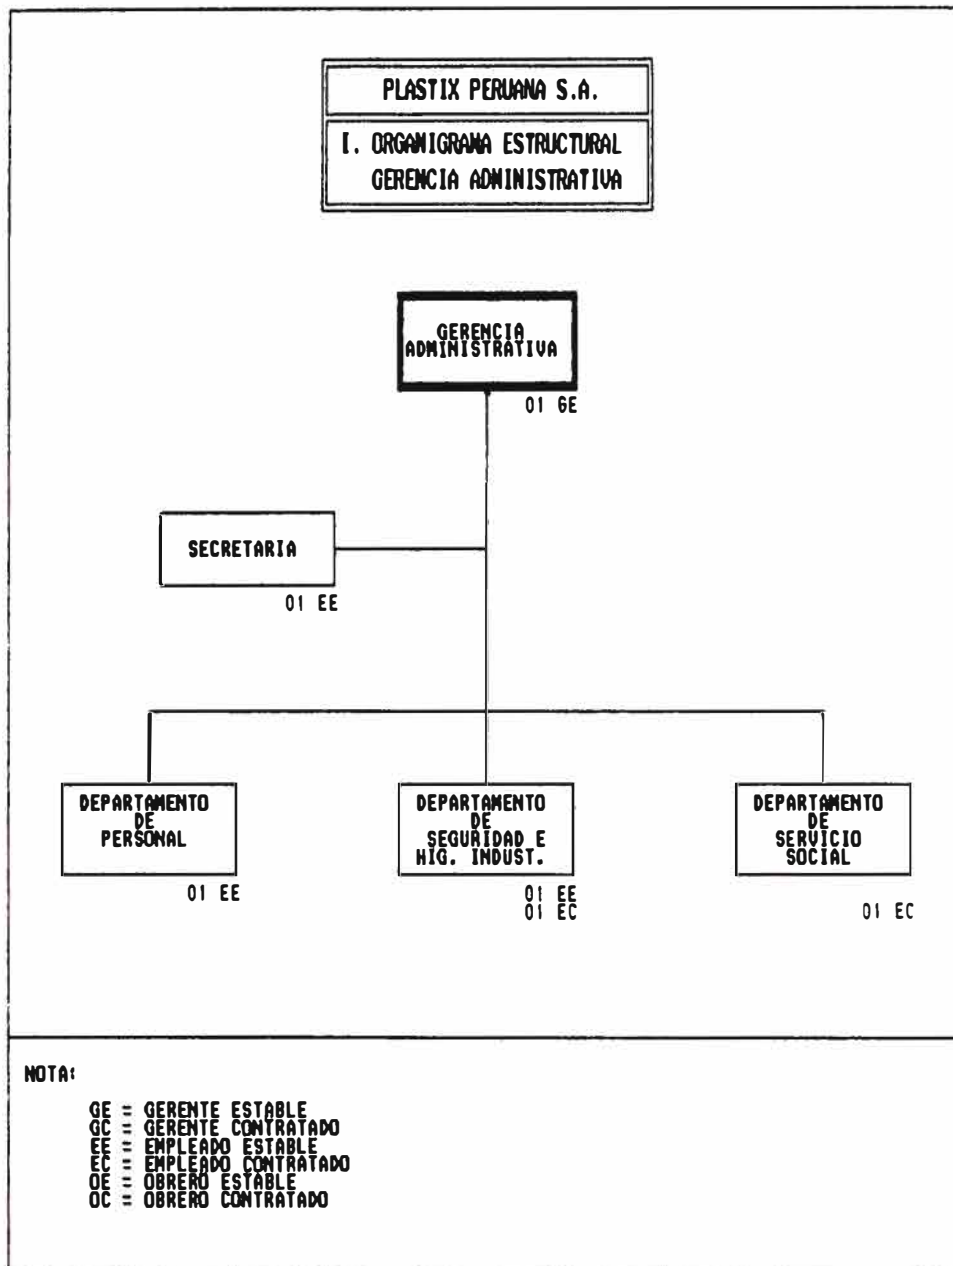 PLASTIX PERUANA S.A.
I. ORGANIGRAMA ESTRUCTURAL
GERENCIA ADMINISTRATIVA
GERENCIA
ADMINISTRATIVA
01 GE
SECRETARIA
01 EE
DEPARTAMENTO
DE
PERSONAL
01 EE
DEPARTAMENTO
DE
SEGURIDAD E
HIG. INDUST.
01 EE
01 EC
DEPARTAMENTO
DE
SERVICIO
SOCIAL
01 EC
NOTA:
GE = GERENTE ESTABLE
GC = GERENTE CONTRATADO
EE = EMPLEADO ESTABLE
EC = EMPLEADO CONTRATADO
OE = OBRERO ESTABLE
OC = OBRERO CONTRATADO